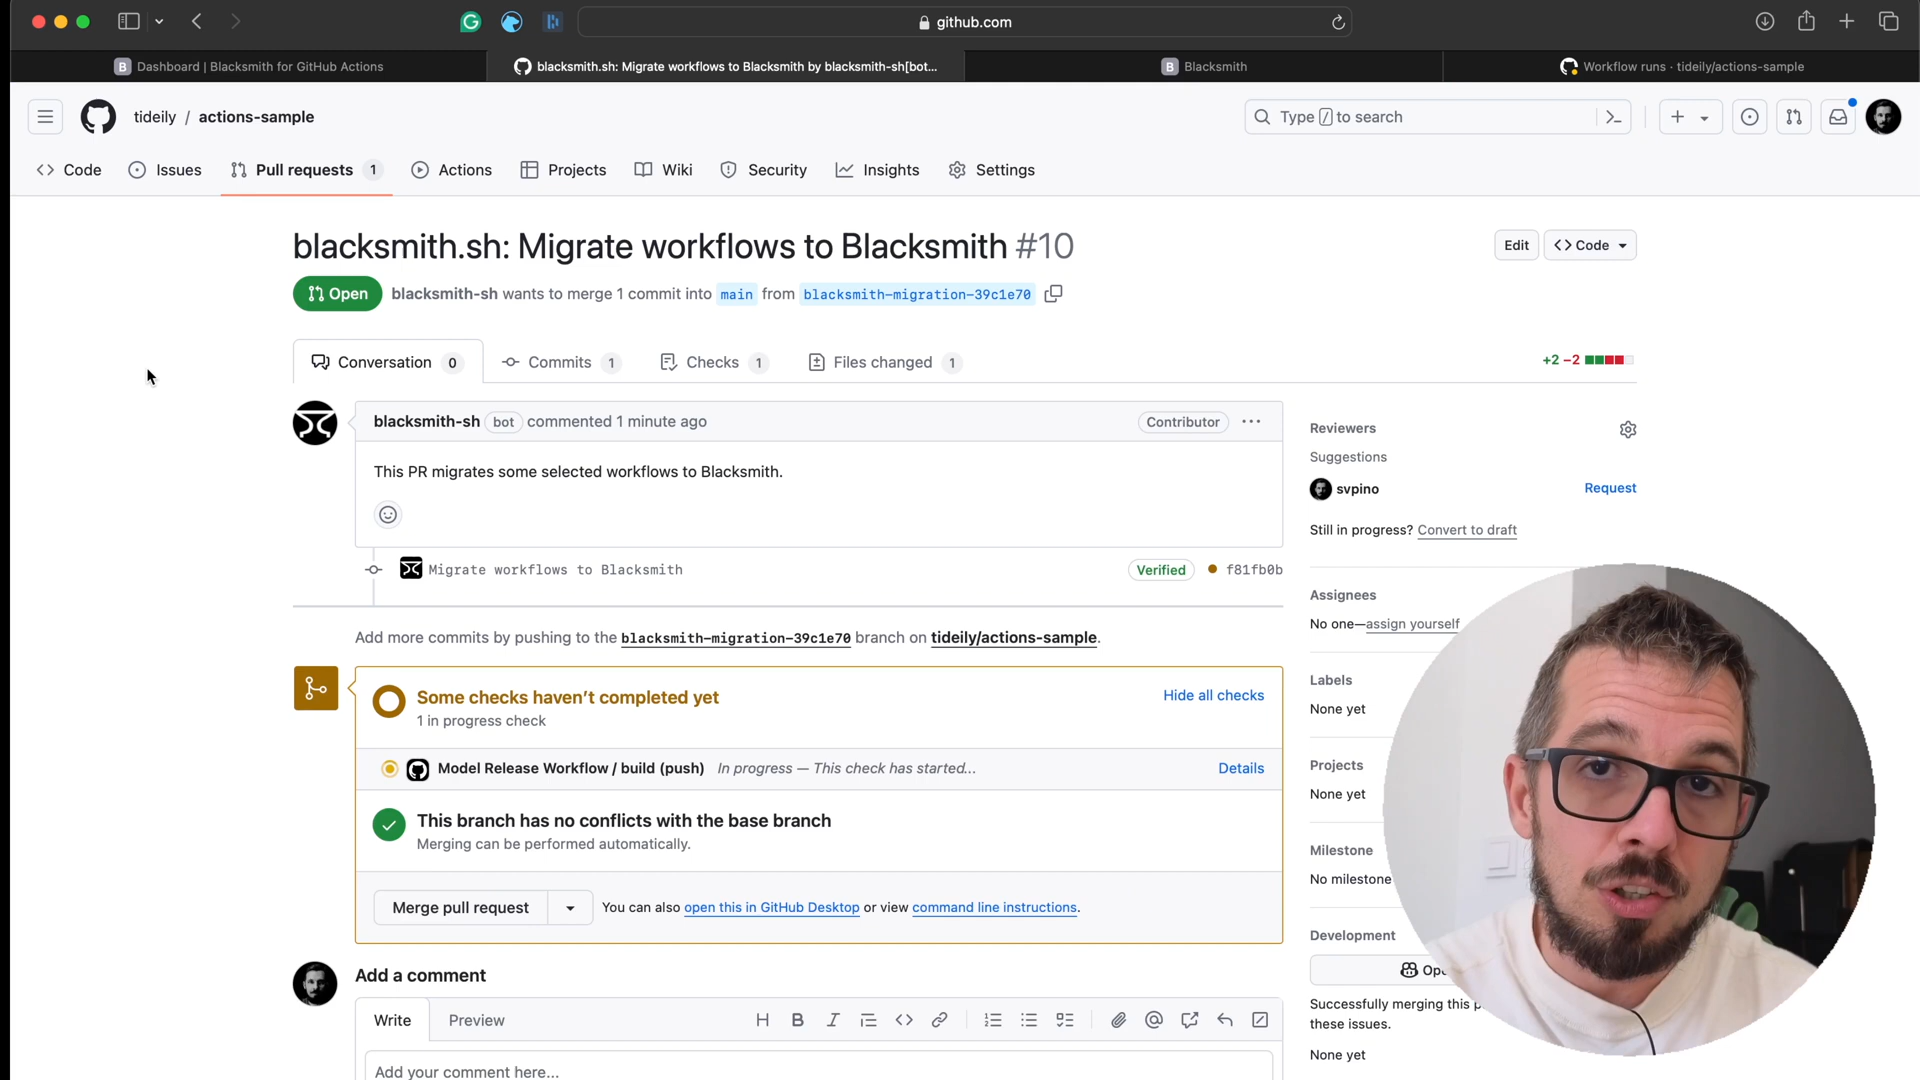 github.com
Dashboard | Blacksmith for GitHub Actions
blacksmith.sh: Migrate workflows to Blacksmith by blacksmith-sh[bot...
Blacksmith
Workflow runs · tideily/actions-sample
tideily / actions-sample
Type / to search
Code
Issues
Pull requests 1
Actions
Projects
Wiki
Security
Insights
Settings
blacksmith.sh: Migrate workflows to Blacksmith #10
Edit
<> Code
Open
blacksmith-sh wants to merge 1 commit into main from blacksmith-migration-39c1e70
Conversation 0
Commits 1
Checks 1
Files changed 1
+2 −2
blacksmith-sh bot commented 1 minute ago
Contributor
This PR migrates some selected workflows to Blacksmith.
Migrate workflows to Blacksmith
Verified
f81fb0b
Add more commits by pushing to the blacksmith-migration-39c1e70 branch on tideily/actions-sample.
Some checks haven’t completed yet
1 in progress check
Hide all checks
Model Release Workflow / build (push) In progress — This check has started...
Details
This branch has no conflicts with the base branch
Merging can be performed automatically.
Merge pull request
You can also open this in GitHub Desktop or view command line instructions.
Add a comment
Write
Preview
H B I
Add your comment here...
Reviewers
Suggestions
svpino
Request
Still in progress? Convert to draft
Assignees
No one—assign yourself
Labels
None yet
Projects
None yet
Milestone
No milestone
Development
Successfully merging this
these issues.
None yet